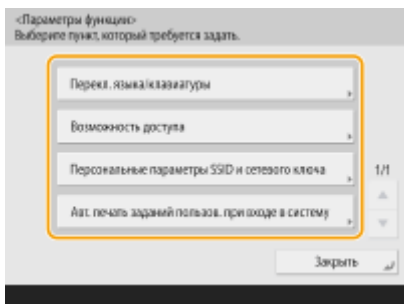 <Параметры функции>
Выберите пункт, который требуется задать.
Перекл. языка/клавиатуры
Возможность доступа
Персональные параметры SSID и сетевого ключа
1/1
Авт. печать заданий пользов. при входе в систему
Закрыть